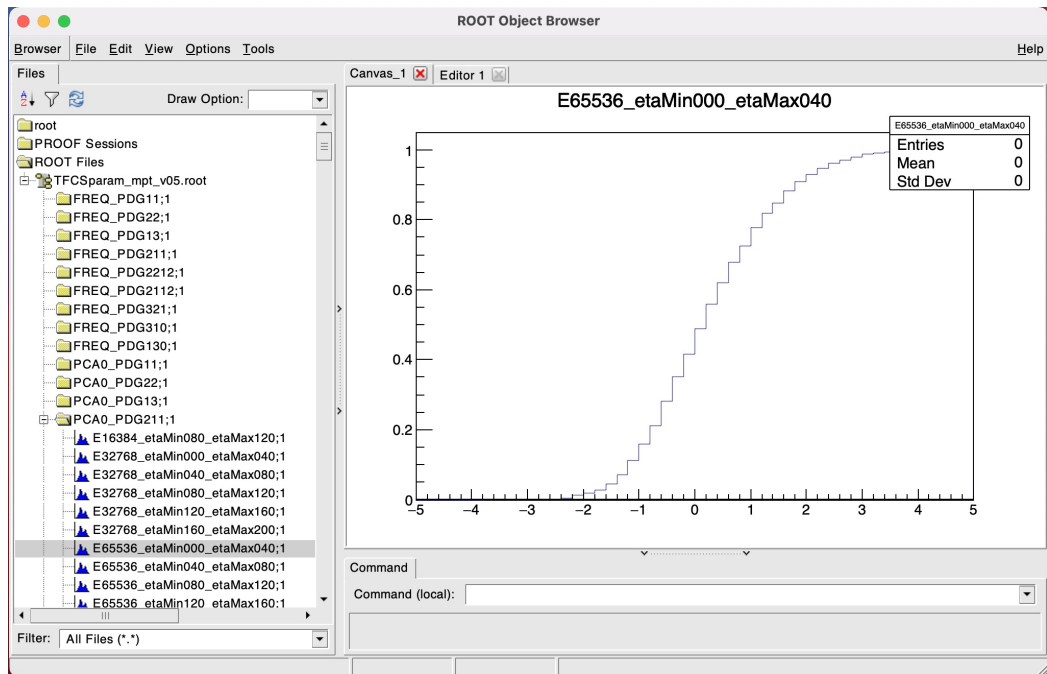 ROOT Object Browser
Browser File Edit View Options Tools Help
Files
Draw Option:
root
PROOF Sessions
ROOT Files
TFCSparam_mpt_v05.root
FREQ_PDG11;1
FREQ_PDG22;1
FREQ_PDG13;1
FREQ_PDG211;1
FREQ_PDG2212;1
FREQ_PDG2112;1
FREQ_PDG321;1
FREQ_PDG310;1
FREQ_PDG130;1
PCA0_PDG11;1
PCA0_PDG22;1
PCA0_PDG13;1
PCA0_PDG211;1
E16384_etaMin080_etaMax120;1
E32768_etaMin000_etaMax040;1
E32768_etaMin040_etaMax080;1
E32768_etaMin080_etaMax120;1
E32768_etaMin120_etaMax160;1
E32768_etaMin160_etaMax200;1
E65536_etaMin000_etaMax040;1
E65536_etaMin040_etaMax080;1
E65536_etaMin080_etaMax120;1
E65536_etaMin120_etaMax160;1
Filter: All Files (*.*)
Canvas_1 Editor 1
E65536_etaMin000_etaMax040
E65536_etaMin000_etaMax040
Entries 0
Mean 0
Std Dev 0
1
0.8
0.6
0.4
0.2
0
−5 −4 −3 −2 −1 0 1 2 3 4 5
Command
Command (local):